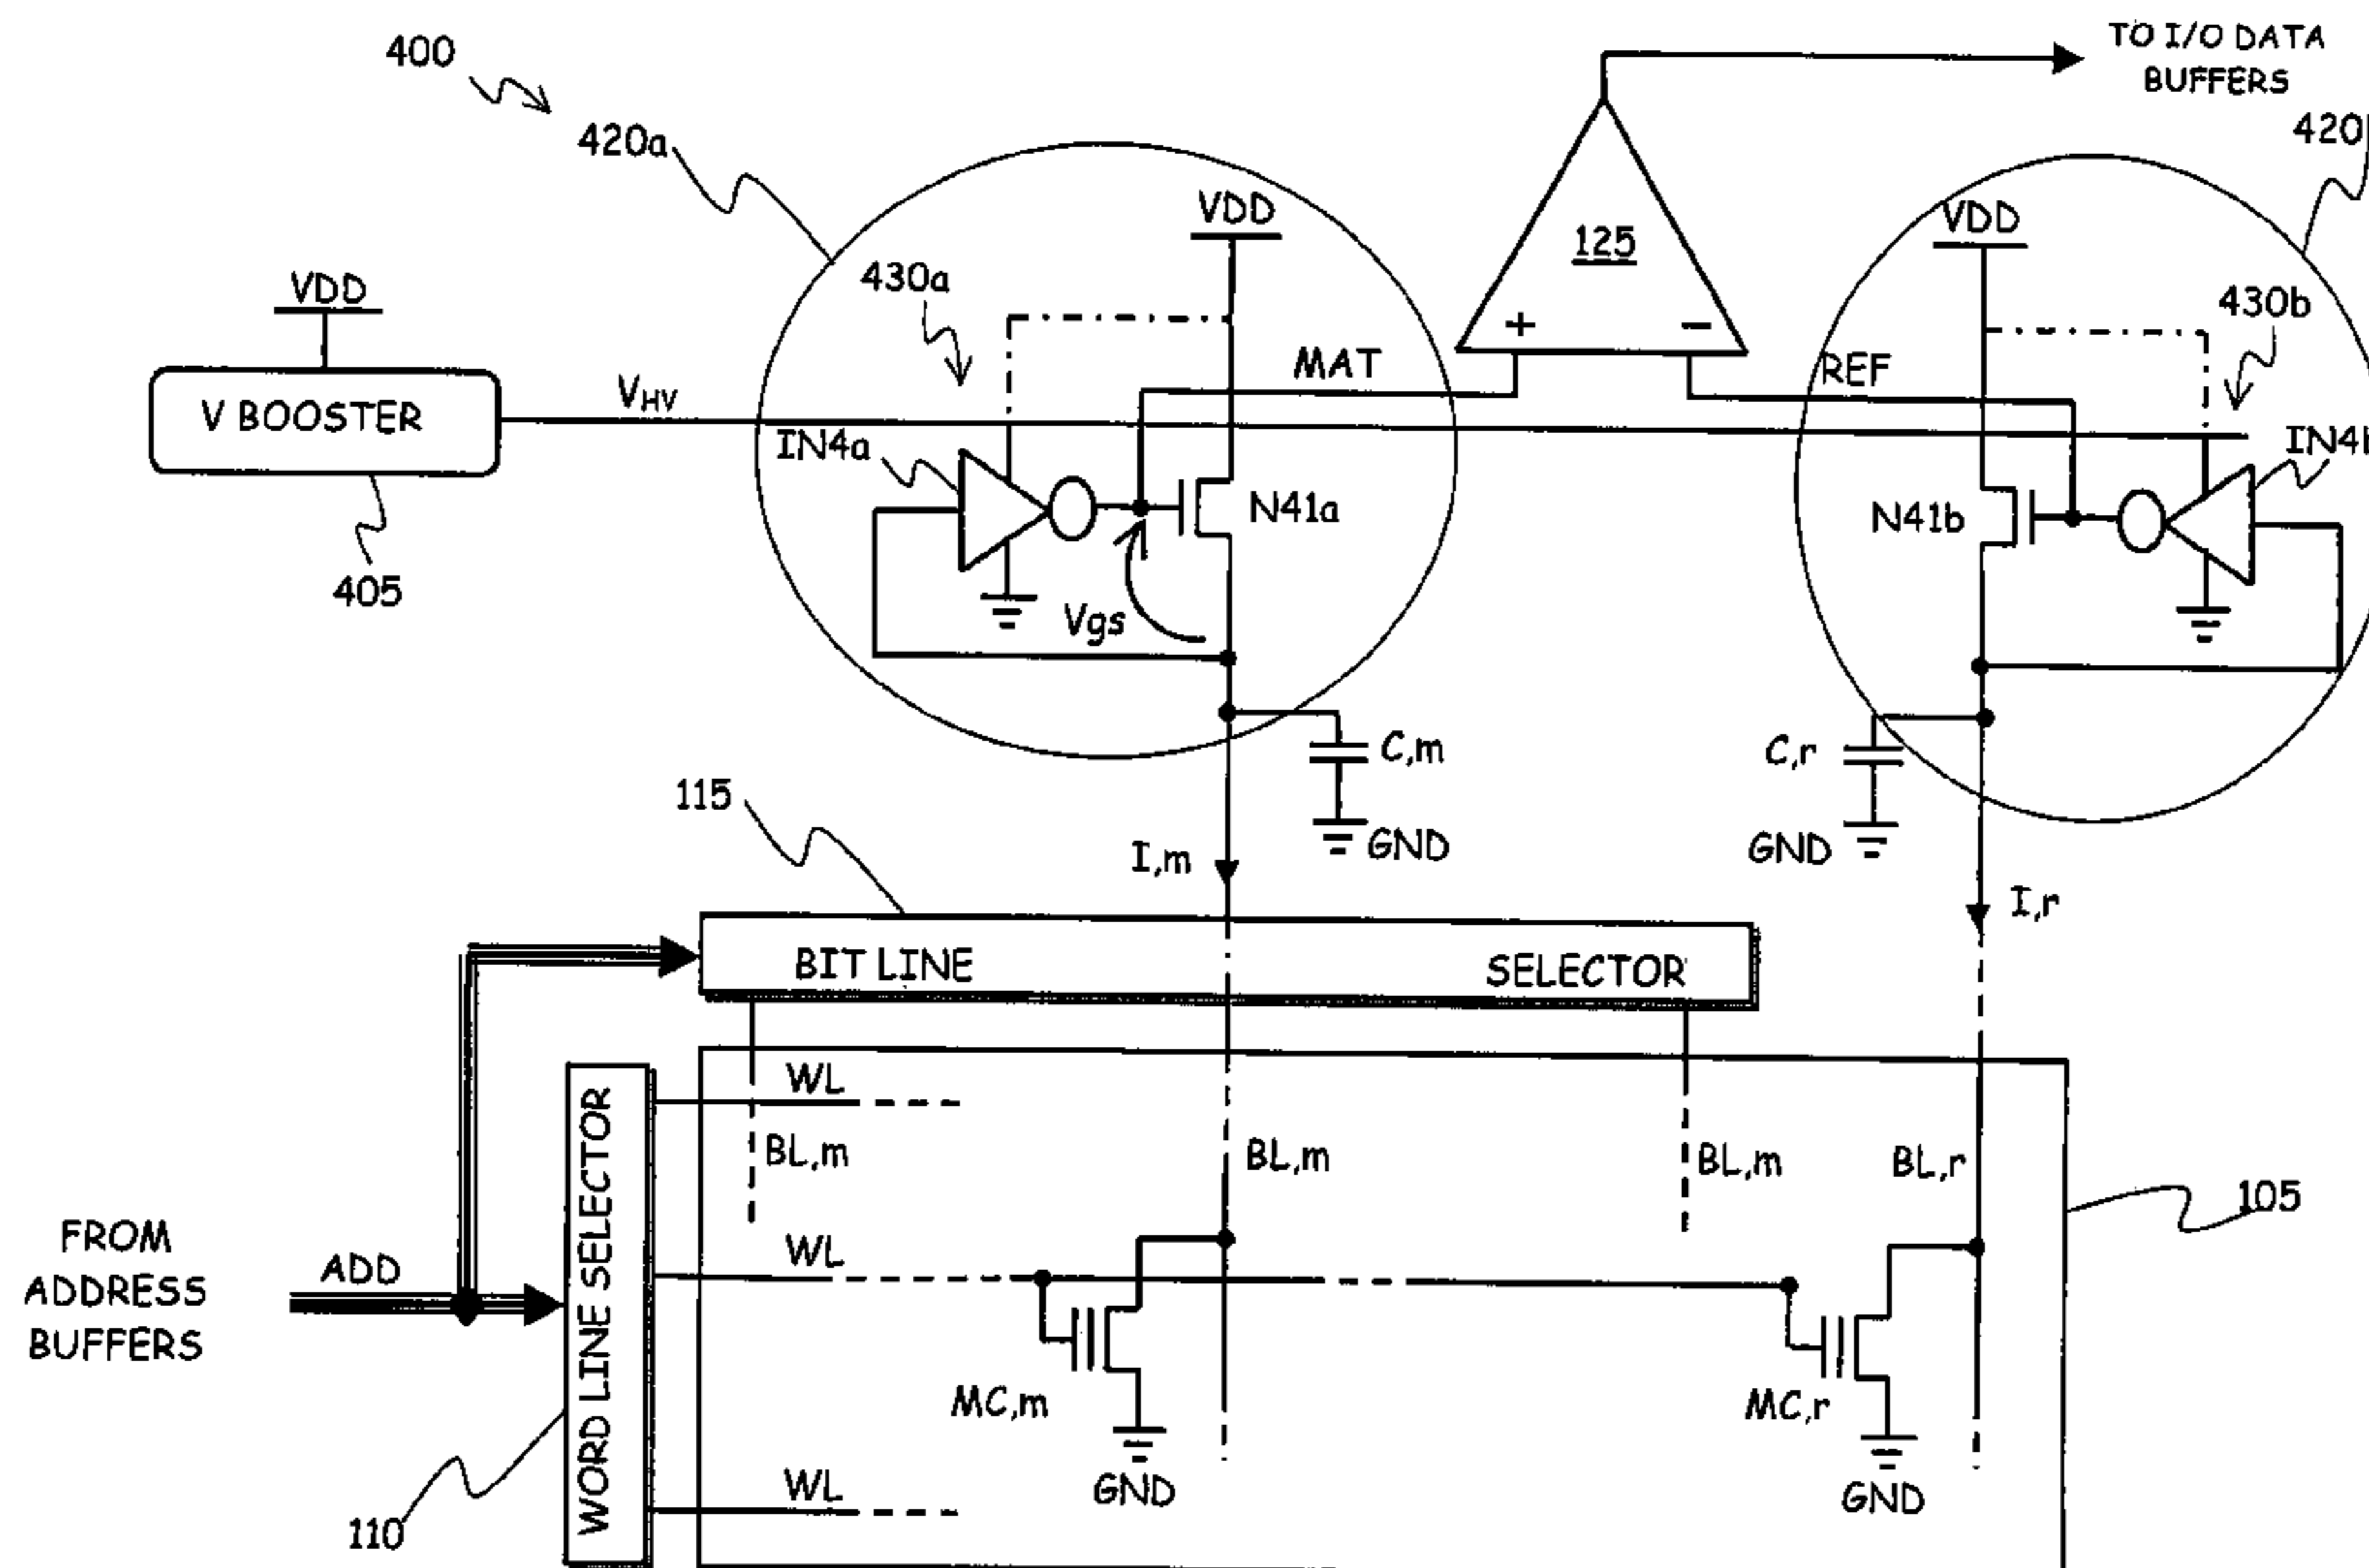 400
TO I/O DATA
BUFFERS
420a
VDD
125
+
−
VDD
430a
430b
VDD
V BOOSTER
V_HV
MAT
REF
IN4a
N41a
N41b
405
Vgs
C,m
GND
C,r
GND
115
I,m
I,r
BIT LINE SELECTOR
WL
BL,m
BL,m
BL,m
BL,r
105
FROM
ADDRESS
BUFFERS
ADD
WORD LINE SELECTOR
WL
MC,m
MC,r
GND
GND
WL
110